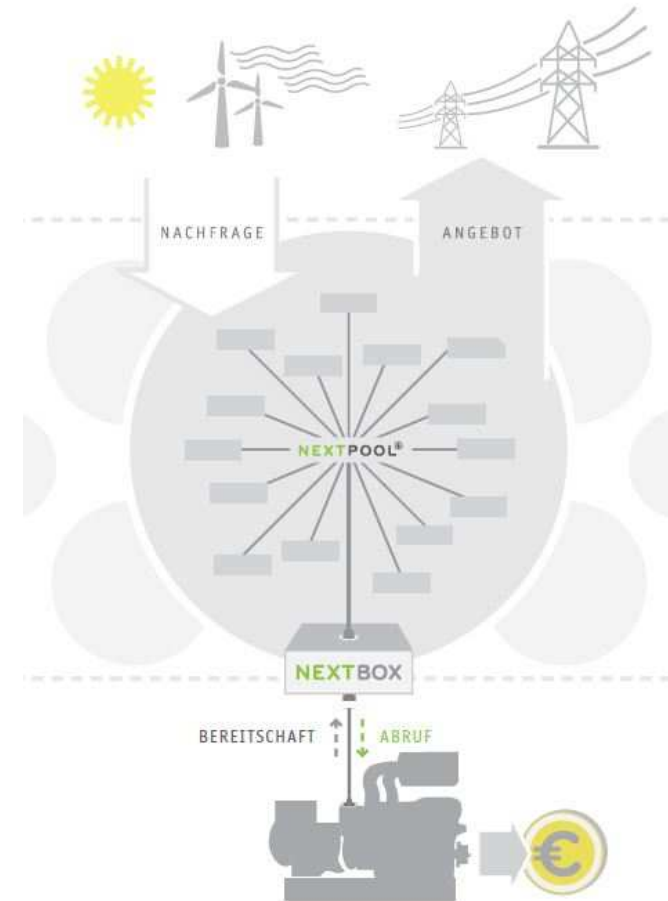 NACHFRAGE
ANGEBOT
NEXTPOOL®
NEXTBOX
BEREITSCHAFT
ABRUF
€